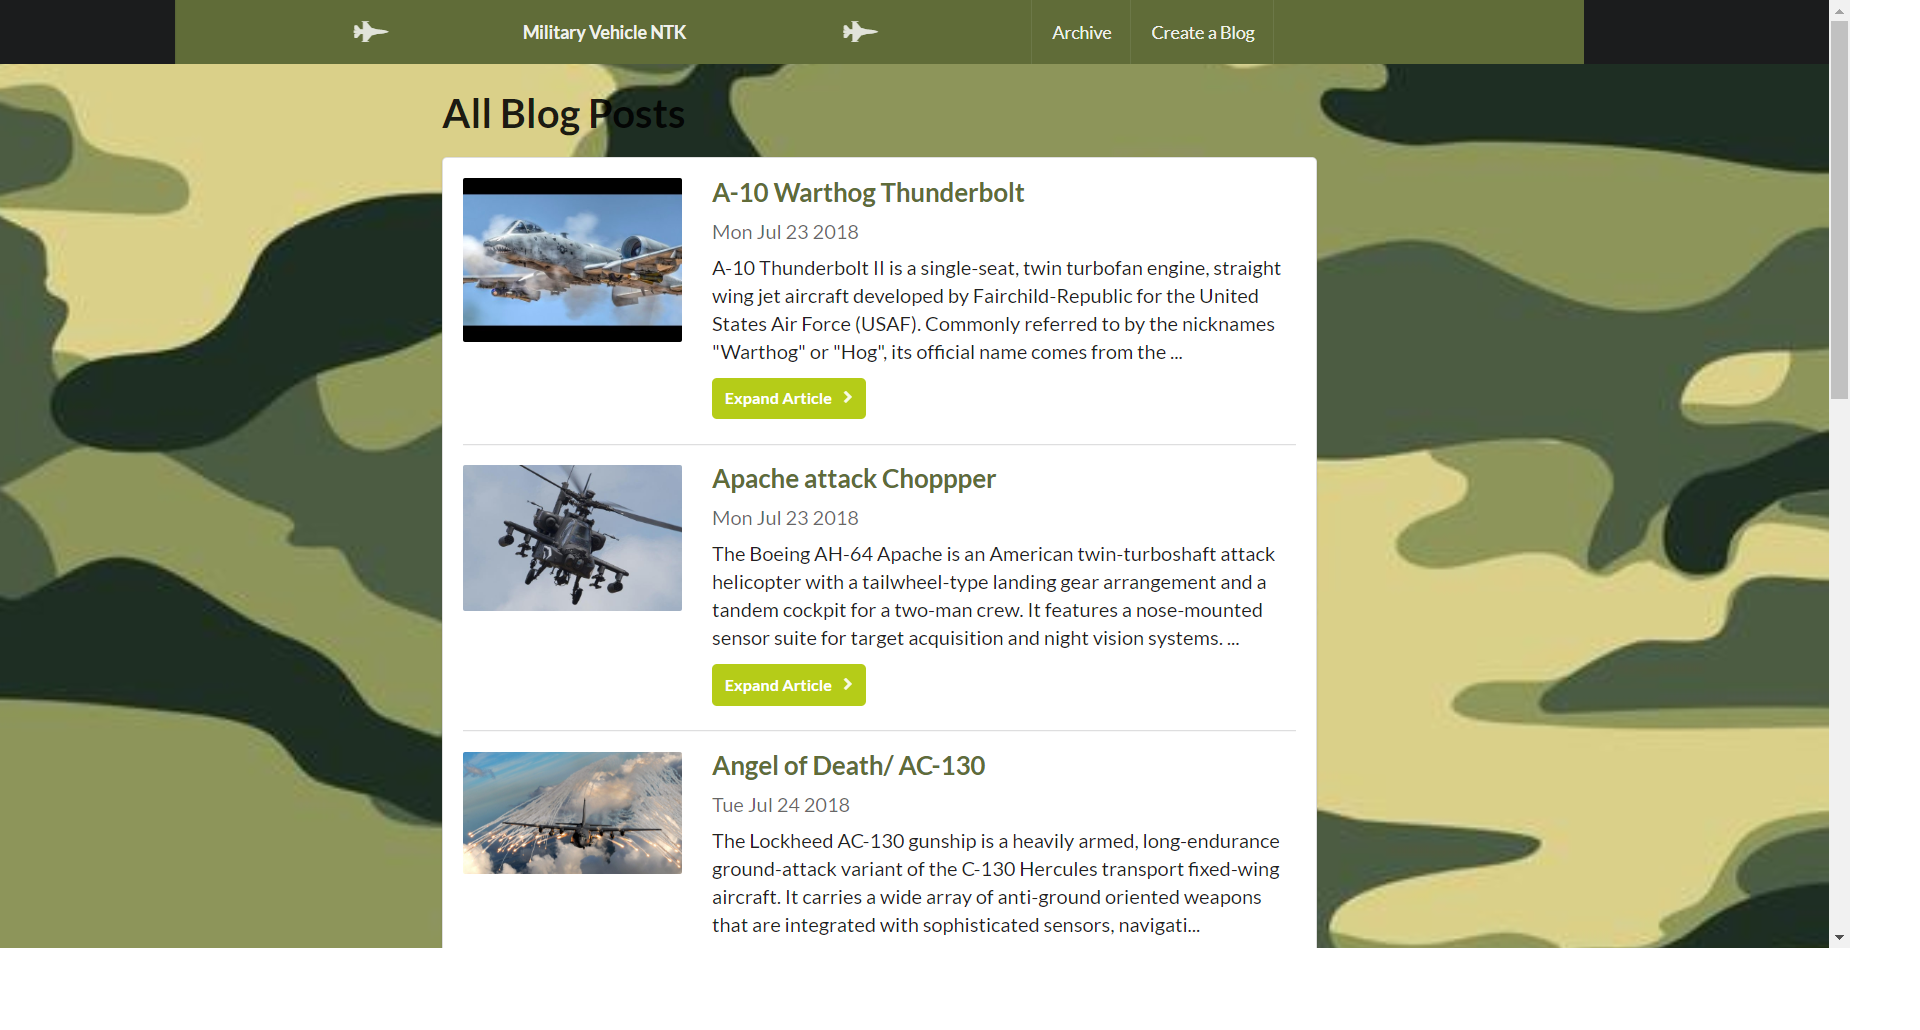 Military Vehicle NTK
Archive
Create a Blog
All Blog Posts
A-10 Warthog Thunderbolt
Mon Jul 23 2018
A-10 Thunderbolt II is a single-seat, twin turbofan engine, straight
wing jet aircraft developed by Fairchild-Republic for the United
States Air Force (USAF). Commonly referred to by the nicknames
"Warthog" or "Hog", its official name comes from the ...
Expand Article
Apache attack Choppper
Mon Jul 23 2018
The Boeing AH-64 Apache is an American twin-turboshaft attack
helicopter with a tailwheel-type landing gear arrangement and a
tandem cockpit for a two-man crew. It features a nose-mounted
sensor suite for target acquisition and night vision systems. ...
Expand Article
Angel of Death/ AC-130
Tue Jul 24 2018
The Lockheed AC-130 gunship is a heavily armed, long-endurance
ground-attack variant of the C-130 Hercules transport fixed-wing
aircraft. It carries a wide array of anti-ground oriented weapons
that are integrated with sophisticated sensors, navigati...